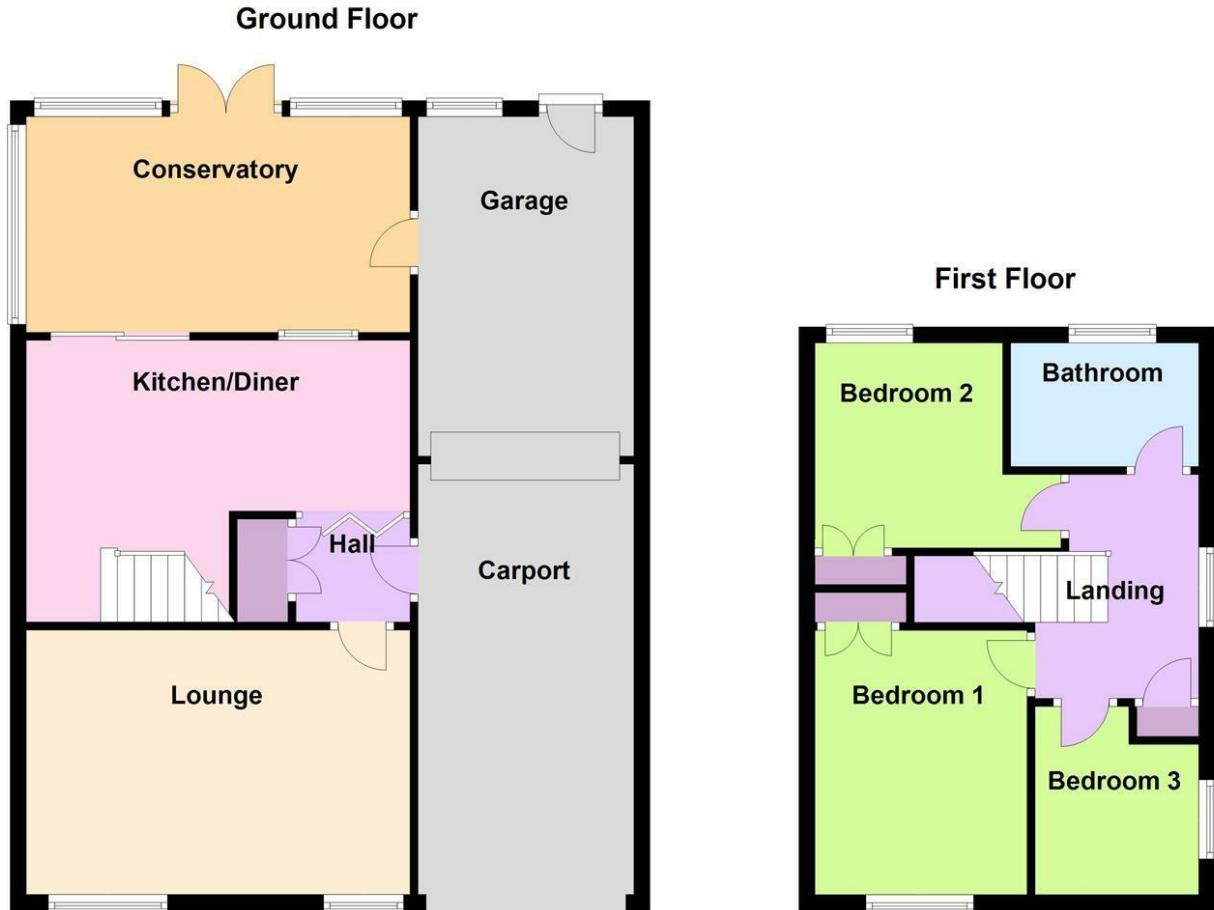 Ground Floor
Conservatory
Garage
Kitchen/Diner
Hall
Carport
Lounge
First Floor
Bedroom 2
Bathroom
Landing
Bedroom 1
Bedroom 3